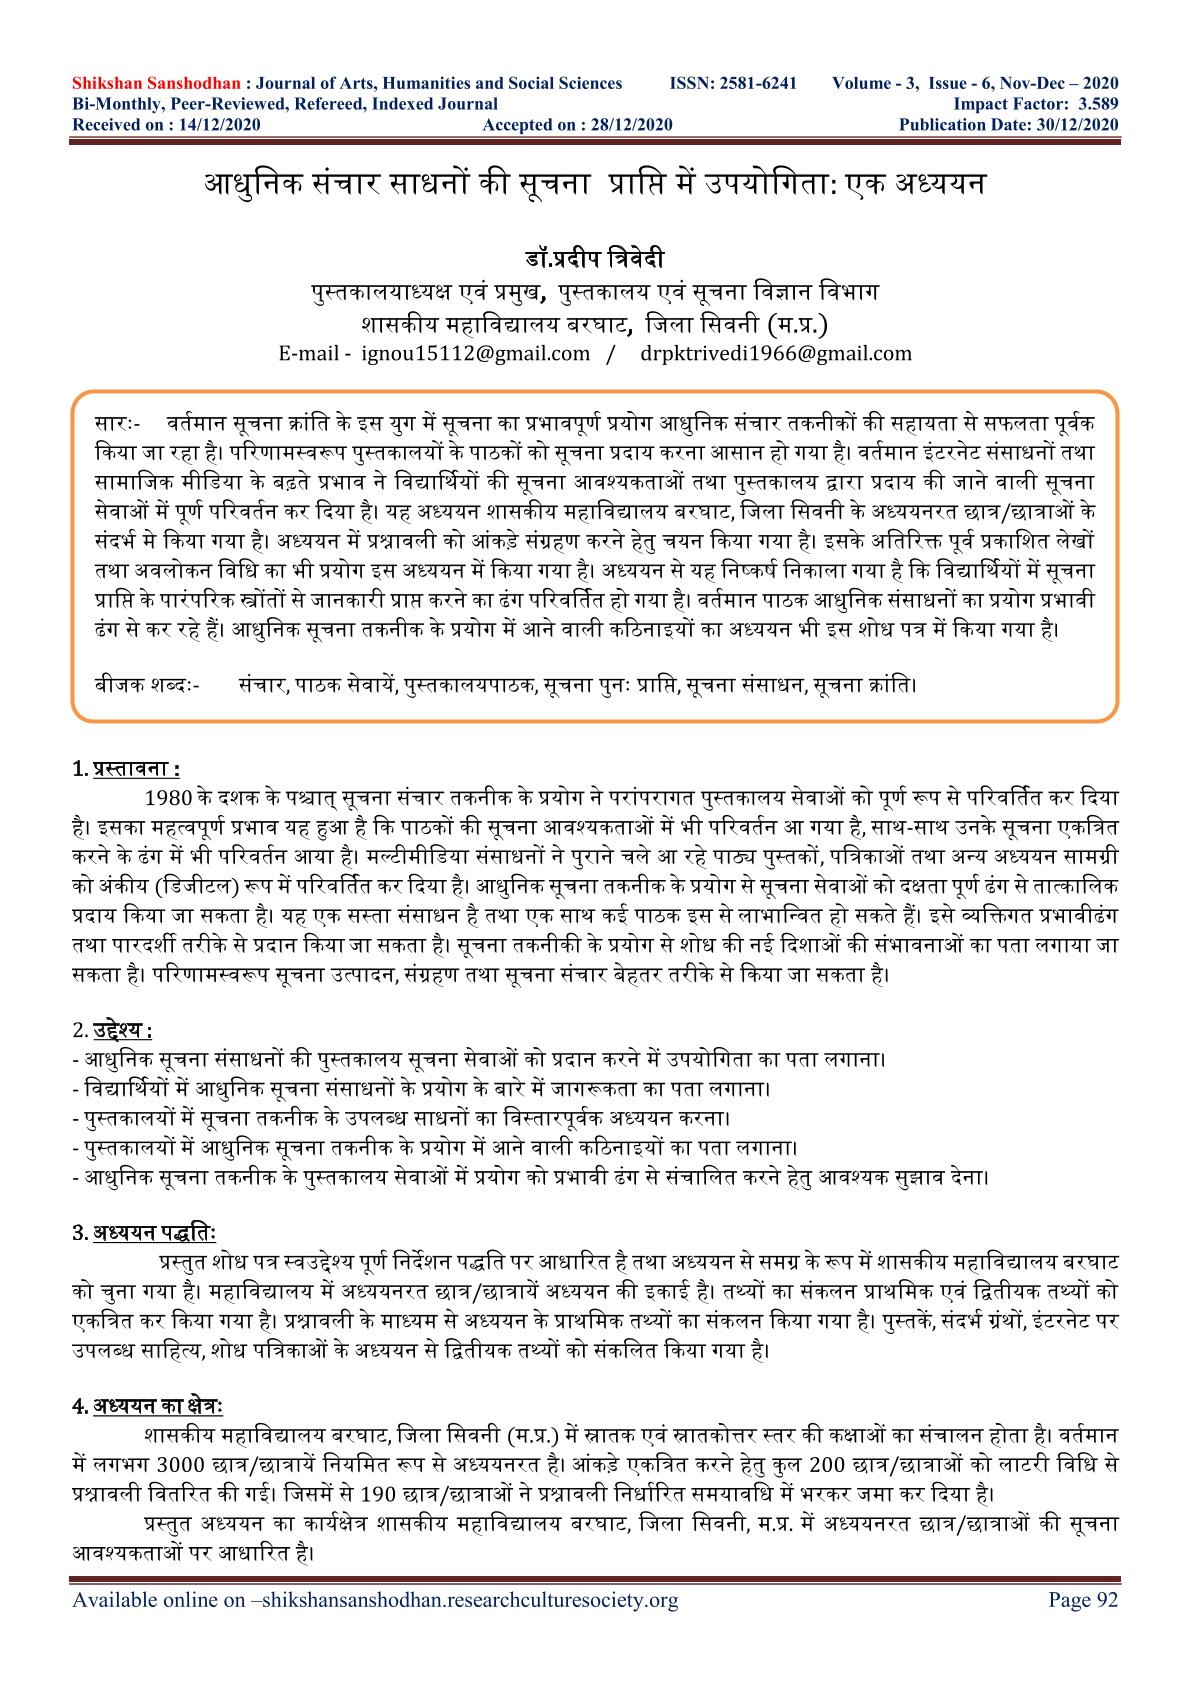 Shikshan Sanshodhan : Journal of Arts, Humanities and Social Sciences ISSN: 2581-6241 Volume - 3, Issue - 6, Nov-Dec – 2020
Bi-Monthly, Peer-Reviewed, Refereed, Indexed Journal Impact Factor: 3.589
Received on : 14/12/2020 Accepted on : 28/12/2020 Publication Date: 30/12/2020
आधुनिक संचार साधनों की सूचना प्राप्ति में उपयोगिता: एक अध्ययन
डॉ.प्रदीप त्रिवेदी
पुस्तकालयाध्यक्ष एवं प्रमुख, पुस्तकालय एवं सूचना विज्ञान विभाग
शासकीय महाविद्यालय बरघाट, जिला सिवनी (म.प्र.)
E-mail - ignou15112@gmail.com / drpktrivedi1966@gmail.com
सारः- वर्तमान सूचना क्रांति के इस युग में सूचना का प्रभावपूर्ण प्रयोग आधुनिक संचार तकनीकों की सहायता से सफलता पूर्वक
किया जा रहा है। परिणामस्वरूप पुस्तकालयों के पाठकों को सूचना प्रदाय करना आसान हो गया है। वर्तमान इंटरनेट संसाधनों तथा
सामाजिक मीडिया के बढ़ते प्रभाव ने विद्यार्थियों की सूचना आवश्यकताओं तथा पुस्तकालय द्वारा प्रदाय की जाने वाली सूचना
सेवाओं में पूर्ण परिवर्तन कर दिया है। यह अध्ययन शासकीय महाविद्यालय बरघाट, जिला सिवनी के अध्ययनरत छात्र/छात्राओं के
संदर्भ मे किया गया है। अध्ययन में प्रश्नावली को आंकड़े संग्रहण करने हेतु चयन किया गया है। इसके अतिरिक्त पूर्व प्रकाशित लेखों
तथा अवलोकन विधि का भी प्रयोग इस अध्ययन में किया गया है। अध्ययन से यह निष्कर्ष निकाला गया है कि विद्यार्थियों में सूचना
प्राप्ति के पारंपरिक स्त्रोंतों से जानकारी प्राप्त करने का ढंग परिवर्तित हो गया है। वर्तमान पाठक आधुनिक संसाधनों का प्रयोग प्रभावी
ढंग से कर रहे हैं। आधुनिक सूचना तकनीक के प्रयोग में आने वाली कठिनाइयों का अध्ययन भी इस शोध पत्र में किया गया है।
बीजक शब्दः- संचार, पाठक सेवायें, पुस्तकालयपाठक, सूचना पुनः प्राप्ति, सूचना संसाधन, सूचना क्रांति।
1. प्रस्तावना :
1980 के दशक के पश्चात् सूचना संचार तकनीक के प्रयोग ने परांपरागत पुस्तकालय सेवाओं को पूर्ण रूप से परिवर्तित कर दिया
है। इसका महत्वपूर्ण प्रभाव यह हुआ है कि पाठकों की सूचना आवश्यकताओं में भी परिवर्तन आ गया है, साथ-साथ उनके सूचना एकत्रित
करने के ढंग में भी परिवर्तन आया है। मल्टीमीडिया संसाधनों ने पुराने चले आ रहे पाठ्य पुस्तकों, पत्रिकाओं तथा अन्य अध्ययन सामग्री
को अंकीय (डिजीटल) रूप में परिवर्तित कर दिया है। आधुनिक सूचना तकनीक के प्रयोग से सूचना सेवाओं को दक्षता पूर्ण ढंग से तात्कालिक
प्रदाय किया जा सकता है। यह एक सस्ता संसाधन है तथा एक साथ कई पाठक इस से लाभान्वित हो सकते हैं। इसे व्यक्तिगत प्रभावीढंग
तथा पारदर्शी तरीके से प्रदान किया जा सकता है। सूचना तकनीकी के प्रयोग से शोध की नई दिशाओं की संभावनाओं का पता लगाया जा
सकता है। परिणामस्वरूप सूचना उत्पादन, संग्रहण तथा सूचना संचार बेहतर तरीके से किया जा सकता है।
2. उद्देश्य :
- आधुनिक सूचना संसाधनों की पुस्तकालय सूचना सेवाओं को प्रदान करने में उपयोगिता का पता लगाना।
- विद्यार्थियों में आधुनिक सूचना संसाधनों के प्रयोग के बारे में जागरूकता का पता लगाना।
- पुस्तकालयों में सूचना तकनीक के उपलब्ध साधनों का विस्तारपूर्वक अध्ययन करना।
- पुस्तकालयों में आधुनिक सूचना तकनीक के प्रयोग में आने वाली कठिनाइयों का पता लगाना।
- आधुनिक सूचना तकनीक के पुस्तकालय सेवाओं में प्रयोग को प्रभावी ढंग से संचालित करने हेतु आवश्यक सुझाव देना।
3. अध्ययन पद्धतिः
प्रस्तुत शोध पत्र स्वउद्देश्य पूर्ण निर्देशन पद्धति पर आधारित है तथा अध्ययन से समग्र के रूप में शासकीय महाविद्यालय बरघाट
को चुना गया है। महाविद्यालय में अध्ययनरत छात्र/छात्रायें अध्ययन की इकाई है। तथ्यों का संकलन प्राथमिक एवं द्वितीयक तथ्यों को
एकत्रित कर किया गया है। प्रश्नावली के माध्यम से अध्ययन के प्राथमिक तथ्यों का संकलन किया गया है। पुस्तकें, संदर्भ ग्रंथों, इंटरनेट पर
उपलब्ध साहित्य, शोध पत्रिकाओं के अध्ययन से द्वितीयक तथ्यों को संकलित किया गया है।
4. अध्ययन का क्षेत्रः
शासकीय महाविद्यालय बरघाट, जिला सिवनी (म.प्र.) में स्नातक एवं स्नातकोत्तर स्तर की कक्षाओं का संचालन होता है। वर्तमान
में लगभग 3000 छात्र/छात्रायें नियमित रूप से अध्ययनरत है। आंकड़े एकत्रित करने हेतु कुल 200 छात्र/छात्राओं को लाटरी विधि से
प्रश्नावली वितरित की गई। जिसमें से 190 छात्र/छात्राओं ने प्रश्नावली निर्धारित समयावधि में भरकर जमा कर दिया है।
प्रस्तुत अध्ययन का कार्यक्षेत्र शासकीय महाविद्यालय बरघाट, जिला सिवनी, म.प्र. में अध्ययनरत छात्र/छात्राओं की सूचना
आवश्यकताओं पर आधारित है।
Available online on –shikshansanshodhan.researchculturesociety.org Page 92